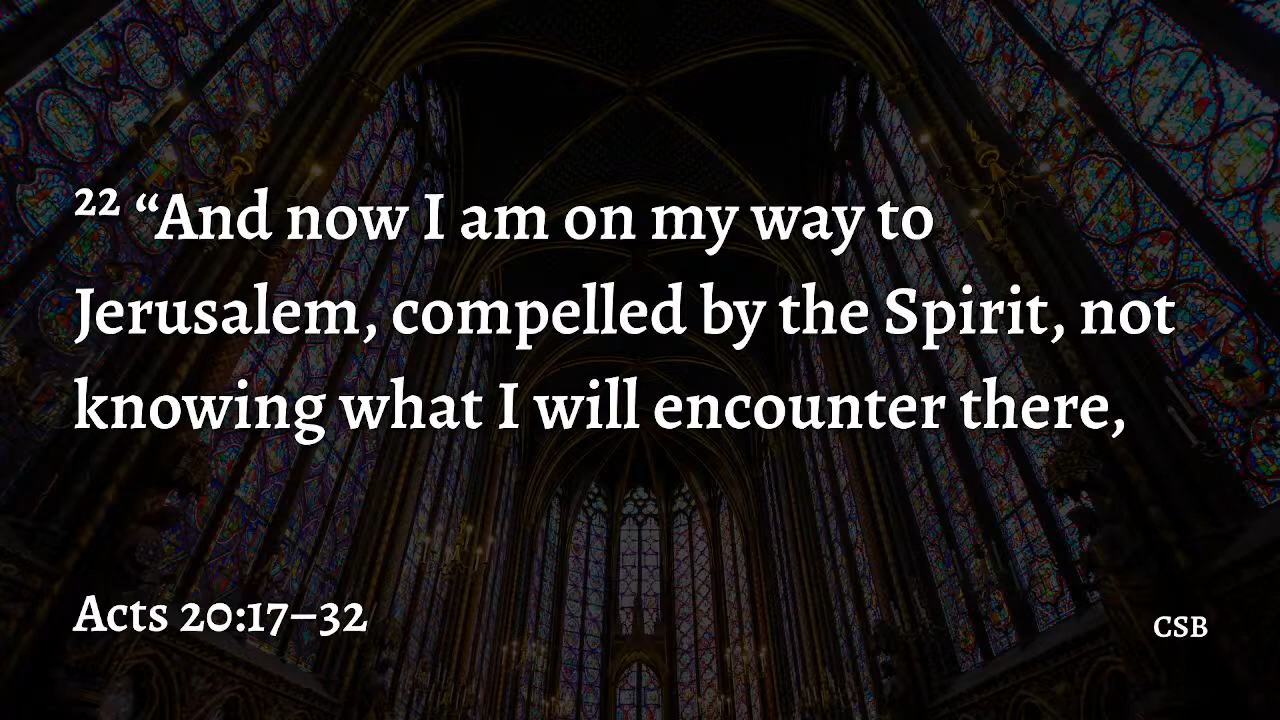 ²² “And now I am on my way to
Jerusalem, compelled by the Spirit, not
knowing what I will encounter there,
Acts 20:17–32
CSB